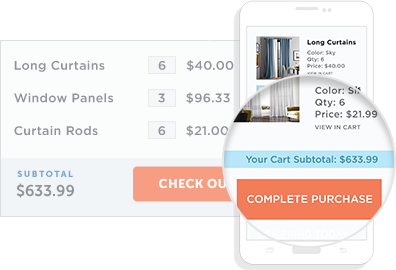 Long Curtains 6 $40.00
Window Panels 3 $96.33
Curtain Rods 6 $21.00
SUBTOTAL
$633.99
CHECK OU
Long Curtains
Color: Sky
Qty: 6
Price: $40.00
VIEW IN CART
Color: Sk
Qty: 6
Price: $21.99
VIEW IN CART
Your Cart Subtotal: $633.99
COMPLETE PURCHASE